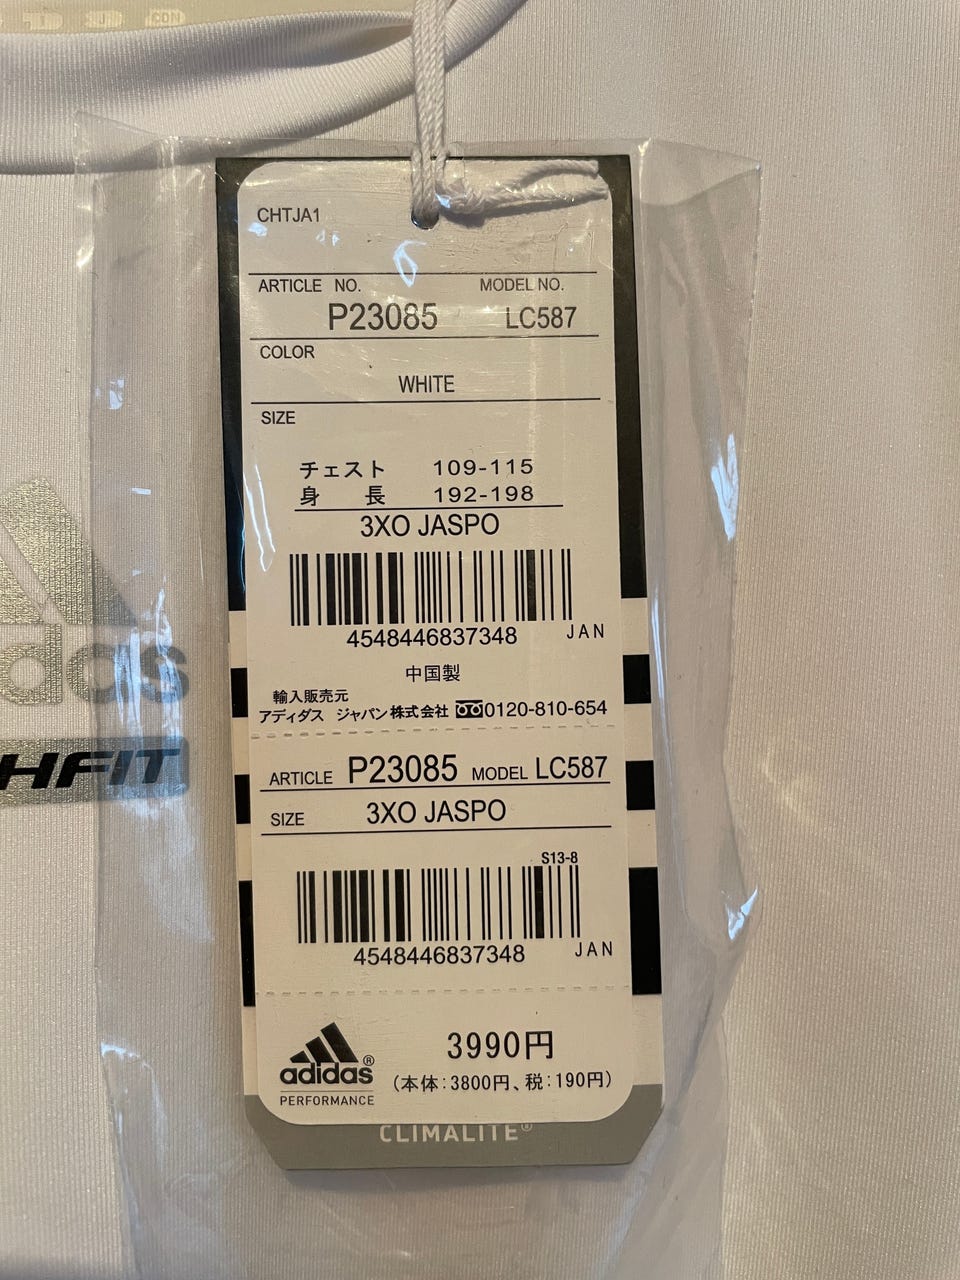 J I CDN
CHTJA1
ARTICLE NO. MODEL NO.
P23085 LC587
COLOR
WHITE
SIZE
チェスト 109-115
身 長 192-198
3XO JASPO
4548446837348 JAN
中国製
輸入販売元
アディダス ジャパン株式会社 0120-810-654
ARTICLE P23085 MODEL LC587
SIZE 3XO JASPO
S13-8
4548446837348 JAN
adidas®
PERFORMANCE
3990円
(本体:3800円、税:190円)
CLIMALITE®
adidas
HFIT